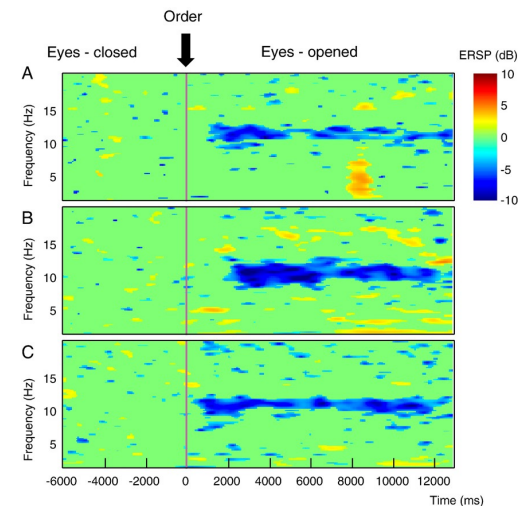 Order
Eyes - closed
Eyes - opened
ERSP (dB)
A
Frequency (Hz)
15
10
5
10
5
0
-5
-10
B
Frequency (Hz)
15
10
5
C
Frequency (Hz)
15
10
5
-6000 -4000 -2000 0 2000 4000 6000 8000 10000 12000
Time (ms)